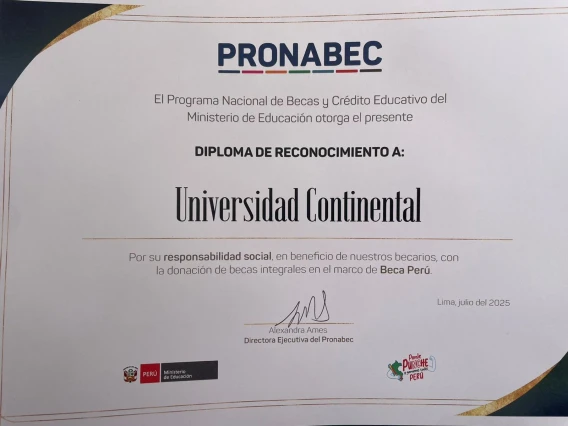 PRONABEC
El Programa Nacional de Becas y Crédito Educativo del
Ministerio de Educación otorga el presente
DIPLOMA DE RECONOCIMIENTO A:
Universidad Continental
Por su responsabilidad social, en beneficio de nuestros becarios, con
la donación de becas integrales en el marco de Beca Perú.
Lima, julio del 2025
Alexandra Ames
Directora Ejecutiva del Pronabec
PERÚ
Ministerio
de Educación
PERÚ